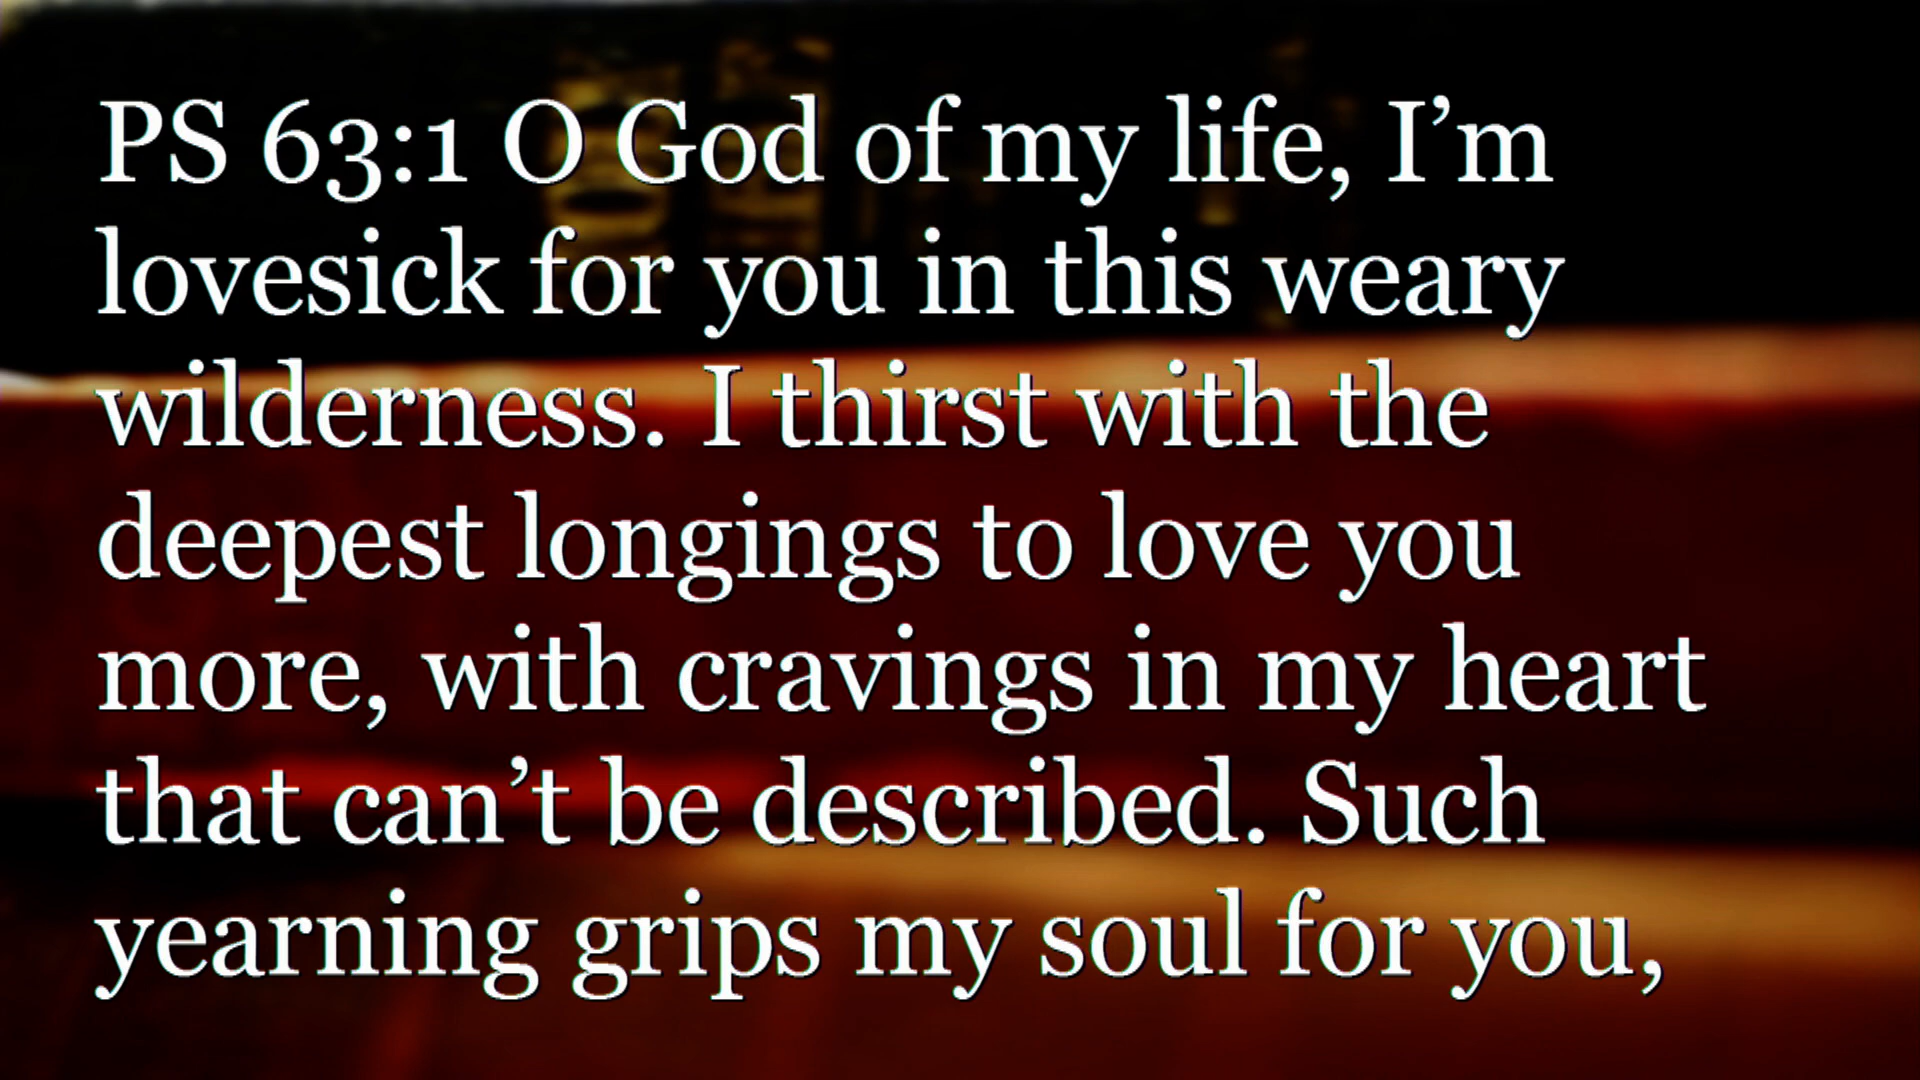 PS 63:1 O God of my life, I’m
lovesick for you in this weary
wilderness. I thirst with the
deepest longings to love you
more, with cravings in my heart
that can’t be described. Such
yearning grips my soul for you,